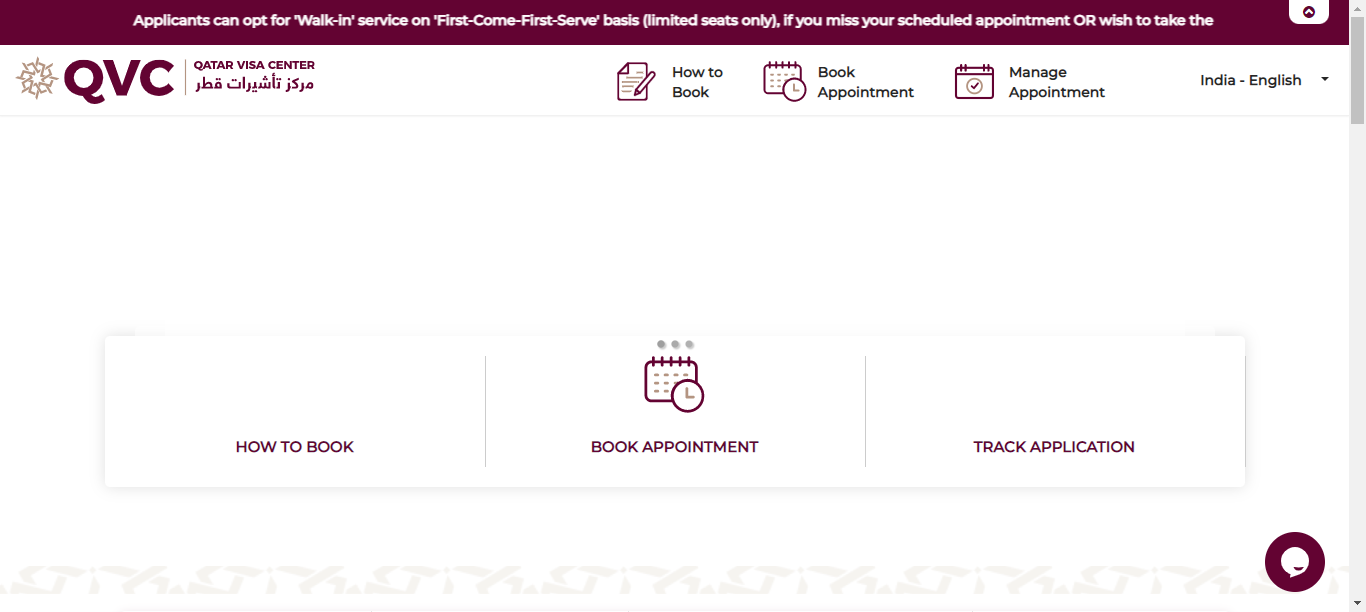 Applicants can opt for 'Walk-in' service on 'First-Come-First-Serve' basis (limited seats only), if you miss your scheduled appointment OR wish to take the
QVC
QATAR VISA CENTER
مركز تأشيرات قطر
How to
Book
Book
Appointment
Manage
Appointment
India - English
HOW TO BOOK
BOOK APPOINTMENT
TRACK APPLICATION